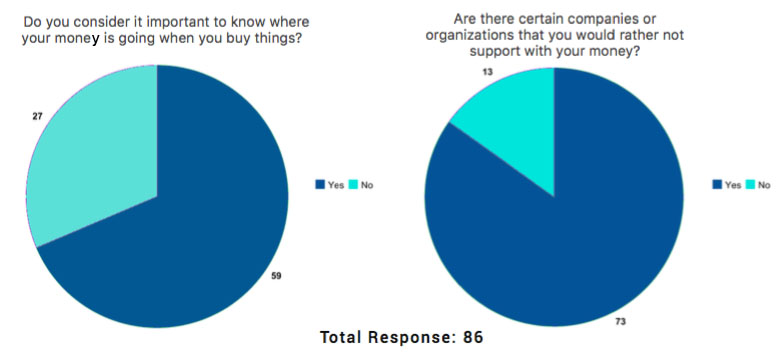 Do you consider it important to know where
your money is going when you buy things?
27
59
Yes No
Are there certain companies or
organizations that you would rather not
support with your money?
13
73
Yes No
Total Response: 86